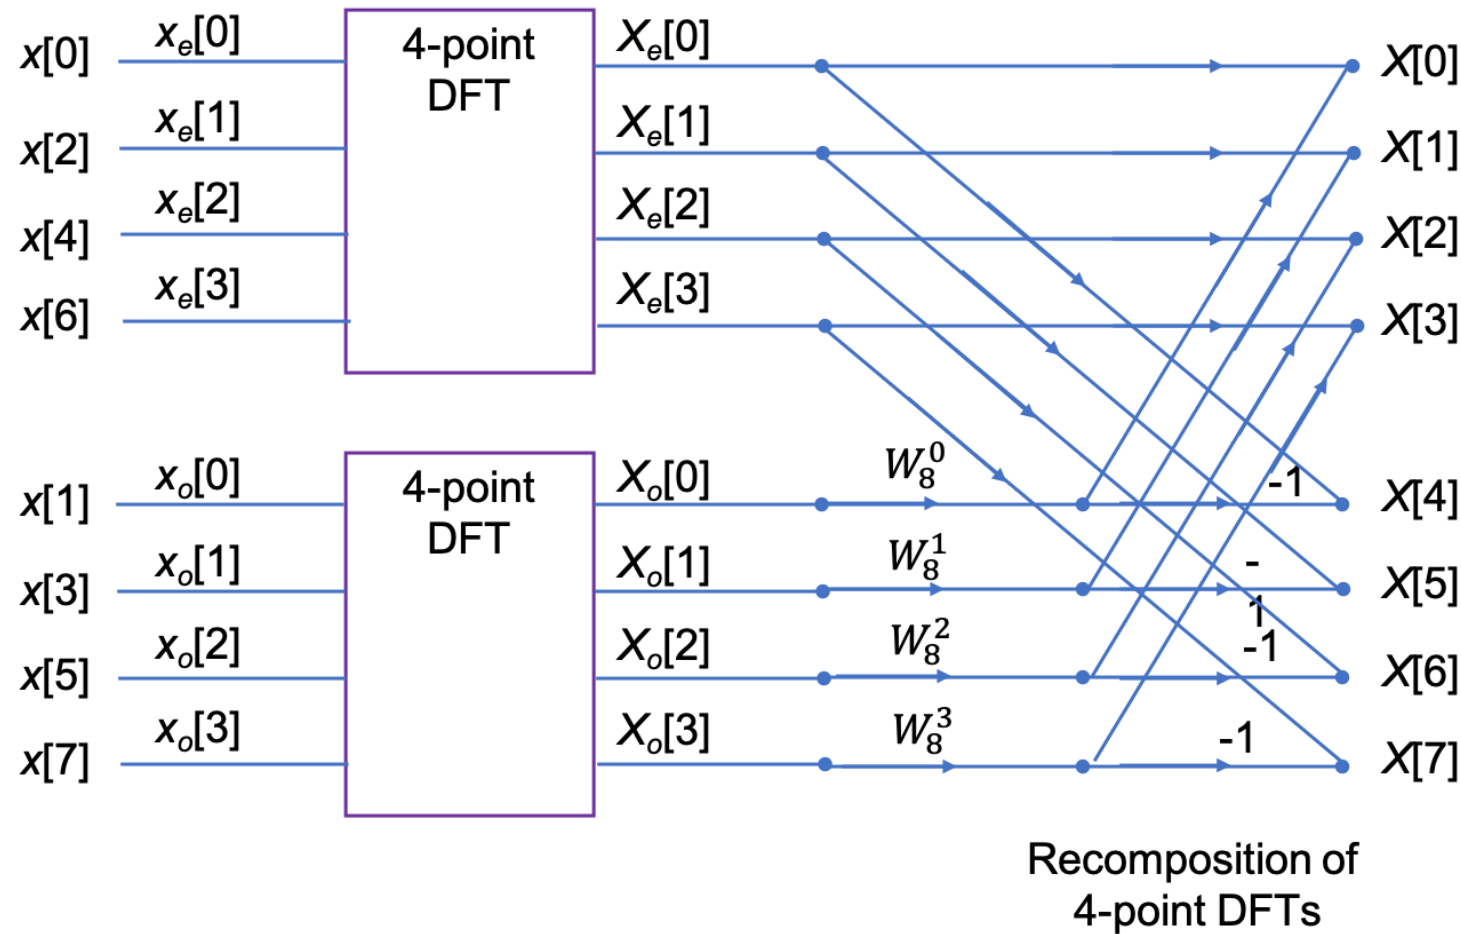 x[0] xₑ[0] 4-point Xₑ[0] X[0]
DFT
x[2] xₑ[1] Xₑ[1] X[1]
x[4] xₑ[2] Xₑ[2] X[2]
x[6] xₑ[3] Xₑ[3] X[3]
x[1] xₒ[0] 4-point Xₒ[0] W₈⁰ -1 X[4]
DFT
x[3] xₒ[1] Xₒ[1] W₈¹ - X[5]
1
x[5] xₒ[2] Xₒ[2] W₈² -1 X[6]
x[7] xₒ[3] Xₒ[3] W₈³ -1 X[7]
Recomposition of
4-point DFTs